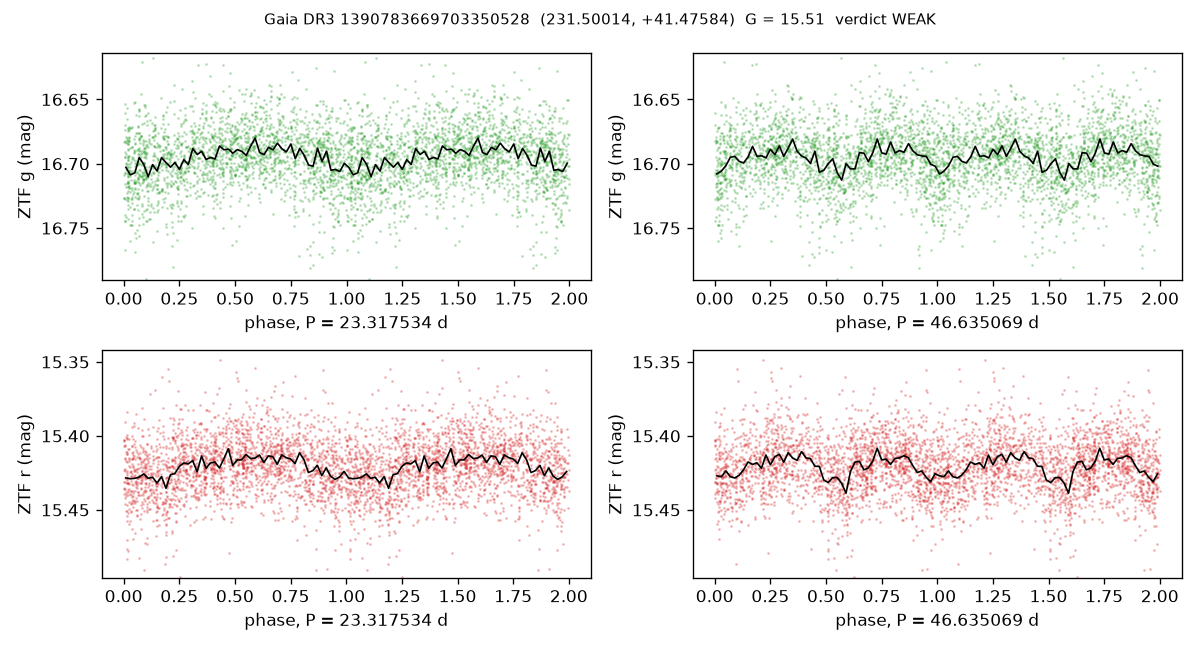 Gaia DR3 1390783669703350528 (231.50014, +41.47584) G = 15.51 verdict WEAK
ZTF g (mag)
16.65
16.70
16.75
0.00 0.25 0.50 0.75 1.00 1.25 1.50 1.75 2.00
phase, P = 23.317534 d
ZTF g (mag)
16.65
16.70
16.75
0.00 0.25 0.50 0.75 1.00 1.25 1.50 1.75 2.00
phase, P = 46.635069 d
ZTF r (mag)
15.35
15.40
15.45
0.00 0.25 0.50 0.75 1.00 1.25 1.50 1.75 2.00
phase, P = 23.317534 d
ZTF r (mag)
15.35
15.40
15.45
0.00 0.25 0.50 0.75 1.00 1.25 1.50 1.75 2.00
phase, P = 46.635069 d